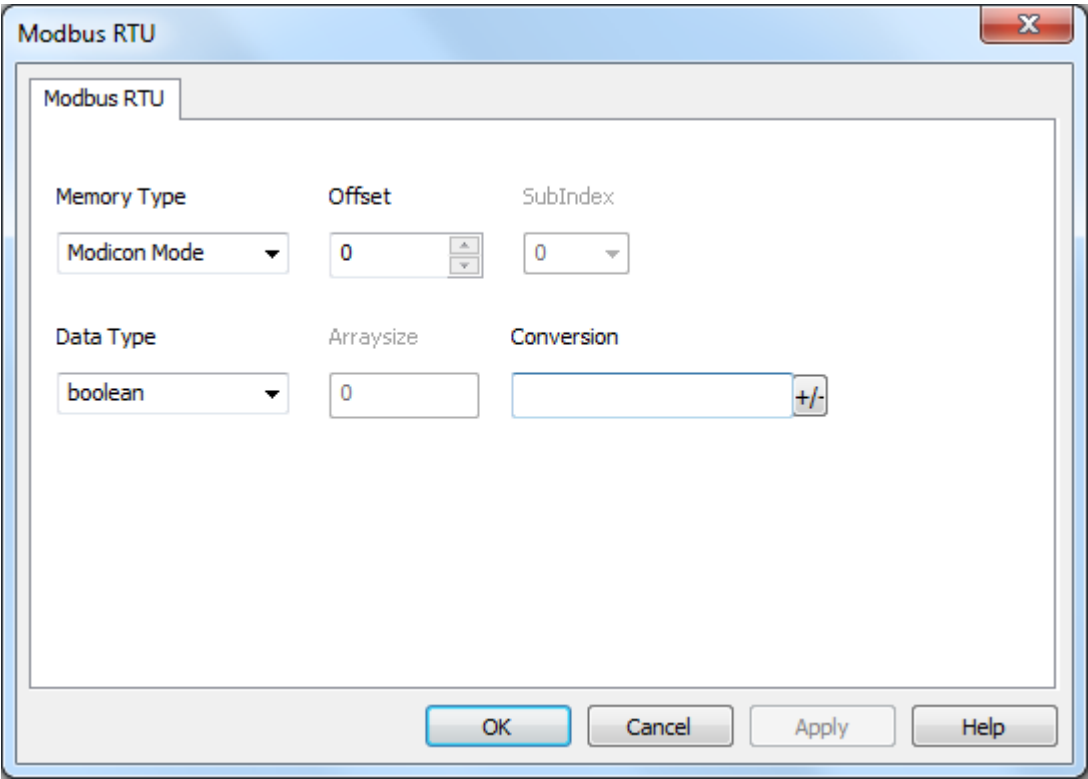 Modbus RTU
Modbus RTU
Memory Type Offset SubIndex
Modicon Mode 0 0
Data Type Arraysize Conversion
boolean 0 +/-
OK Cancel Apply Help